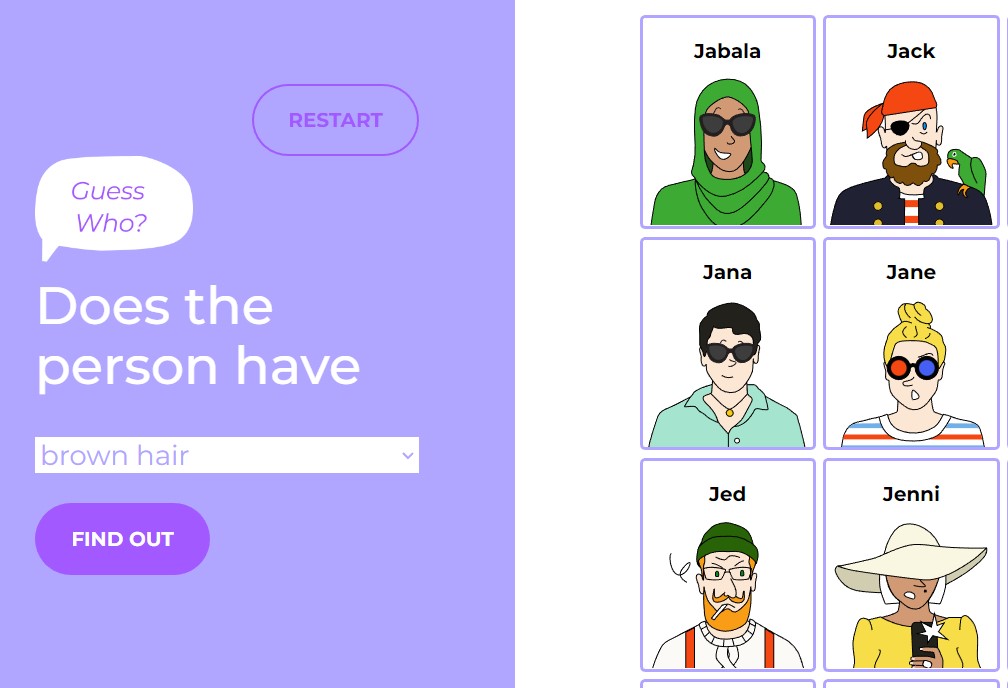 RESTART
Guess
Who?
Does the
person have
brown hair
FIND OUT
Jabala
Jack
Jana
Jane
Jed
Jenni